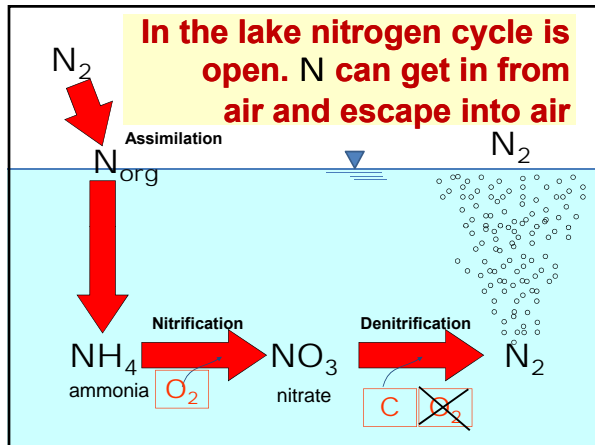 In the lake nitrogen cycle is
open. N can get in from
air and escape into air
N₂
Assimilation
N₂
Norg
Nitrification
Denitrification
NH₄
NO₃
N₂
ammonia
O₂
nitrate
C
O₂